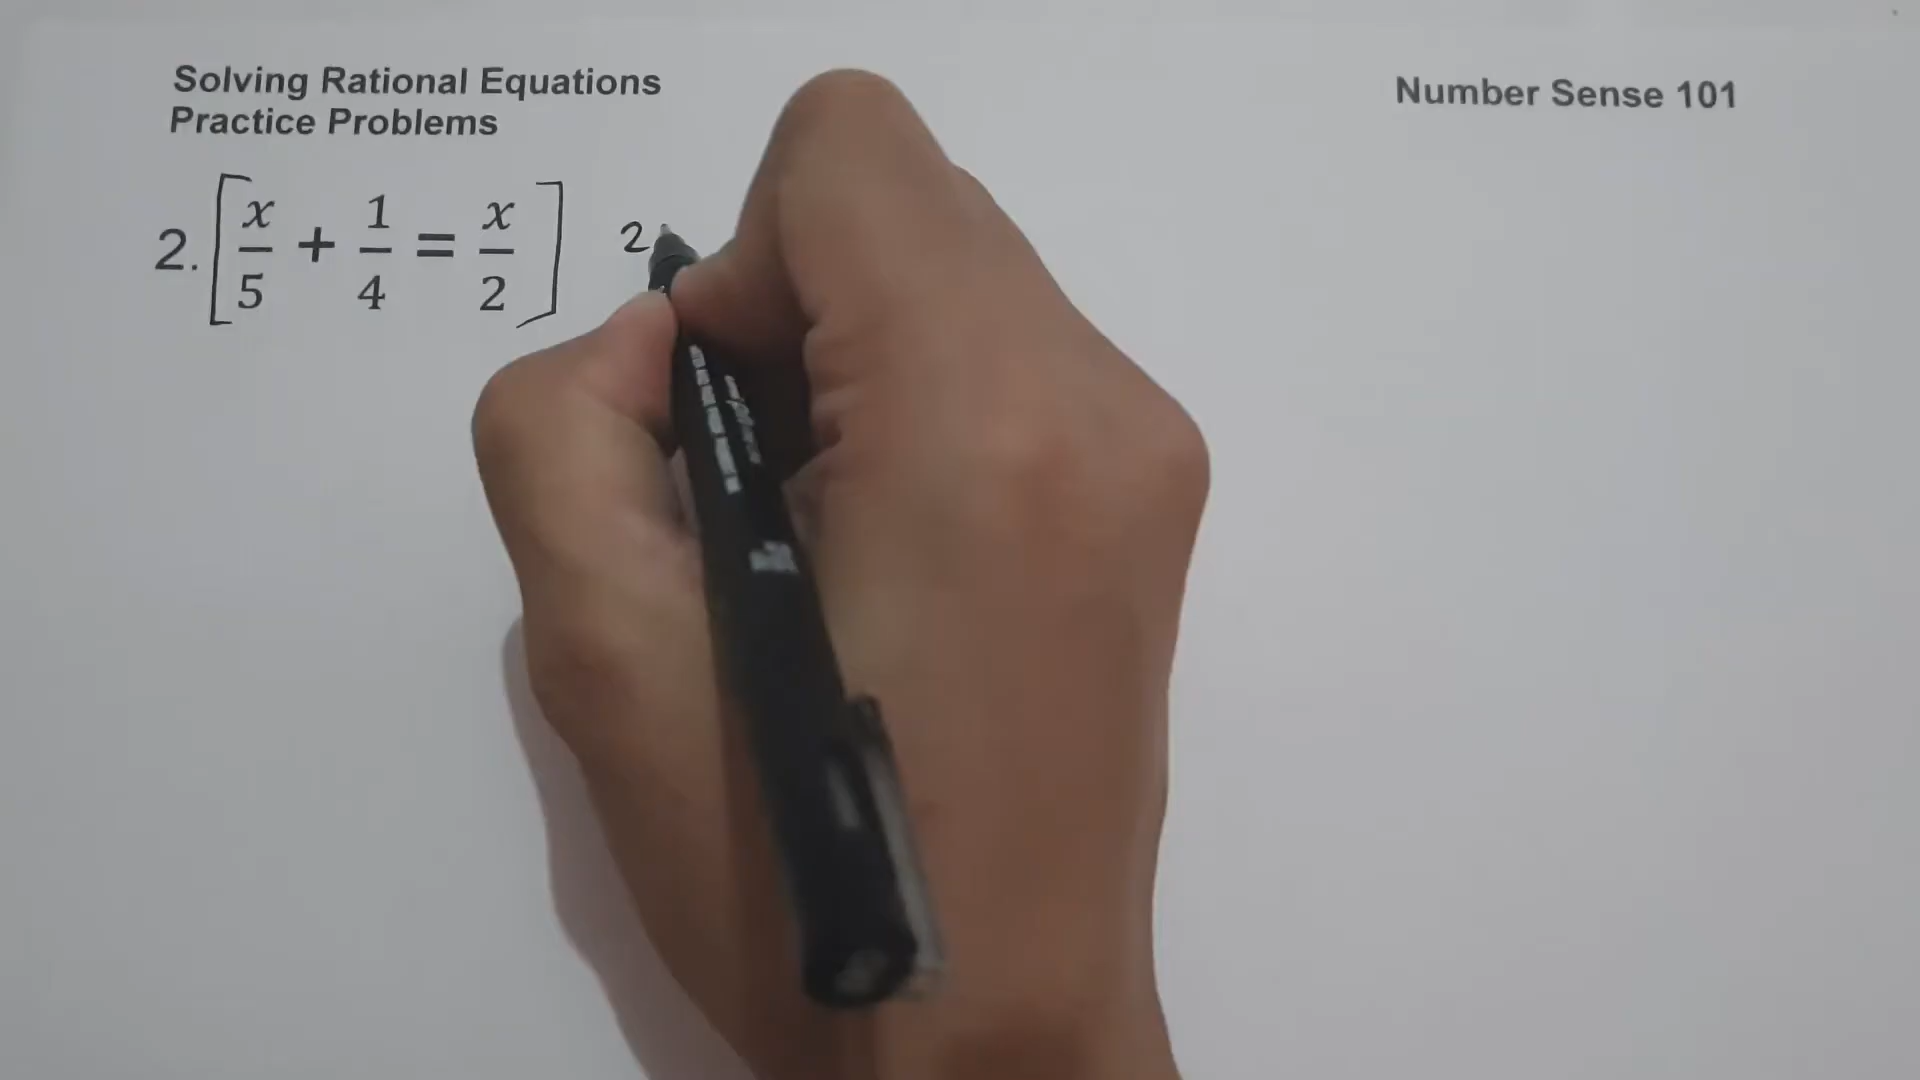 Solving Rational Equations
Practice Problems
Number Sense 101
2. [x/5 + 1/4 = x/2] 2